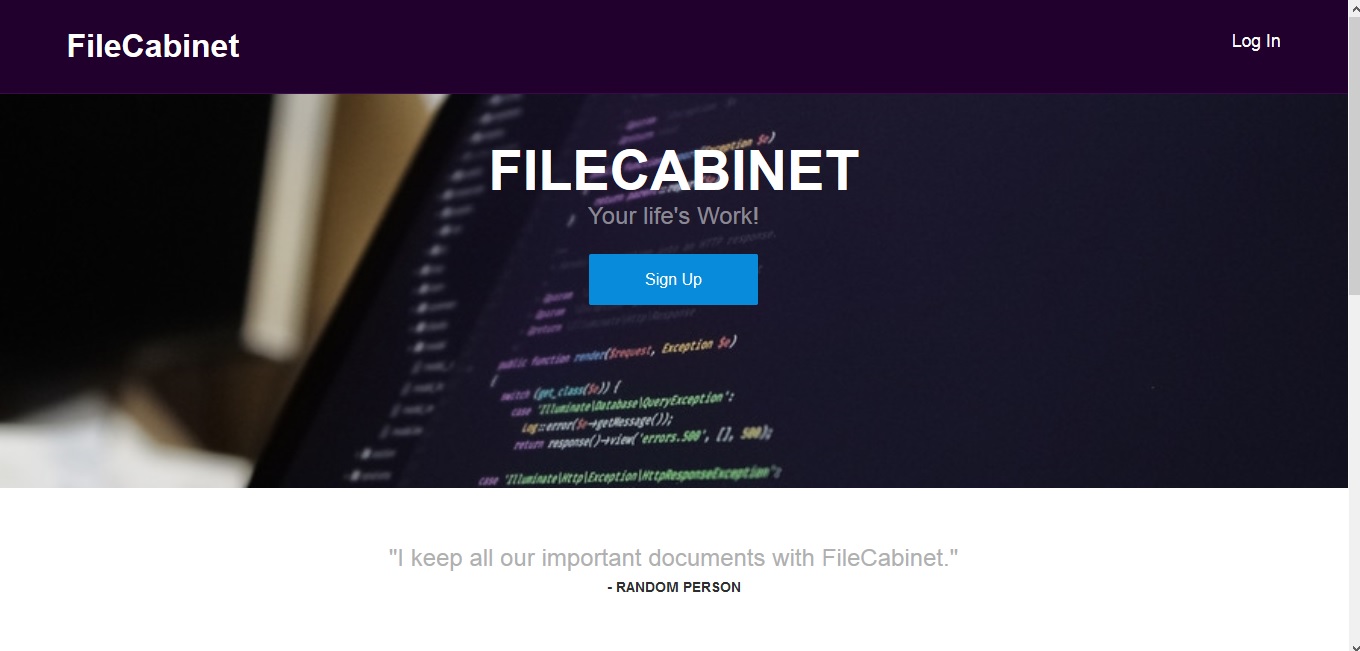 FileCabinet
Log In
FILECABINET
Your life's Work!
Sign Up
Exception $e)
public function render($request, Exception $e)
{
switch (get_class($e)) {
case 'Illuminate\Database\QueryException':
Log::error($e->getMessage());
return response()->view('errors.500', [], 500);
case 'Illuminate\Http\Exception\HttpResponseException':
"I keep all our important documents with FileCabinet."
- RANDOM PERSON